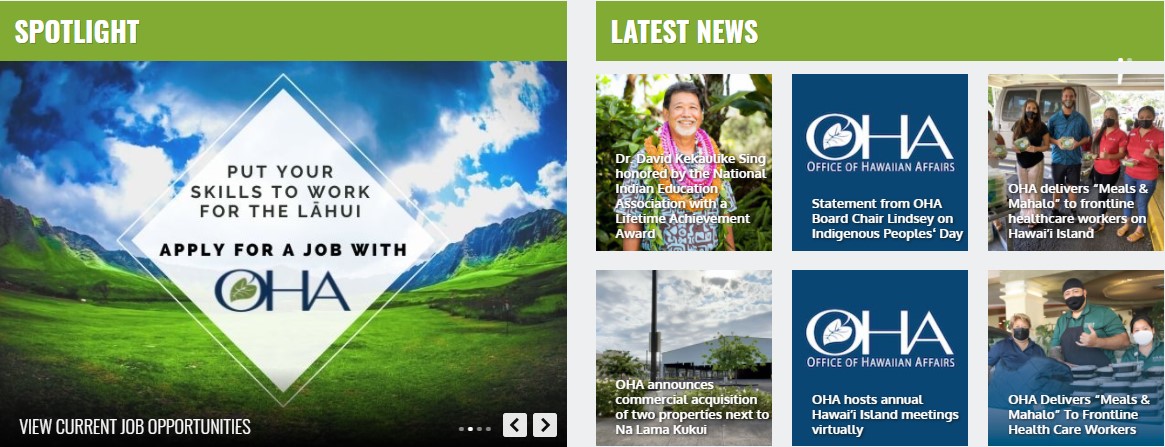 SPOTLIGHT
PUT YOUR
SKILLS TO WORK
FOR THE LĀHUI
APPLY FOR A JOB WITH
OHA
VIEW CURRENT JOB OPPORTUNITIES
LATEST NEWS
Dr. David Kekaulike Sing
honored by the National
Indian Education
Association with a
Lifetime Achievement
Award
OHA
OFFICE OF HAWAIIAN AFFAIRS
Statement from OHA
Board Chair Lindsey on
Indigenous Peoples‘ Day
OHA delivers “Meals &
Mahalo” to frontline
healthcare workers on
Hawai‘i Island
OHA announces
commercial acquisition
of two properties next to
Nā Lama Kukui
OHA
OFFICE OF HAWAIIAN AFFAIRS
OHA hosts annual
Hawai‘i Island meetings
virtually
OHA Delivers “Meals &
Mahalo” To Frontline
Health Care Workers